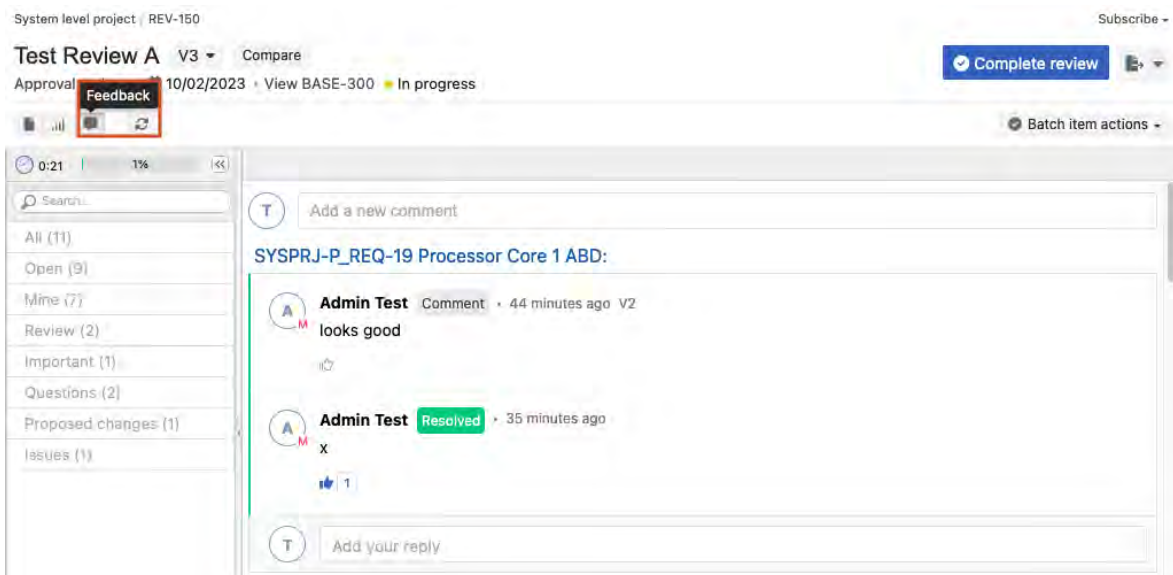 System level project / REV-150
Subscribe
Test Review A V3 Compare
Complete review
Approval 10/02/2023 • View BASE-300 In progress
Feedback
Batch item actions
0:21 1%
Search...
All (11)
Open (9)
Mine (7)
Review (2)
Important (1)
Questions (2)
Proposed changes (1)
Issues (1)
T Add a new comment
SYSPRJ-P_REQ-19 Processor Core 1 ABD:
A M Admin Test Comment • 44 minutes ago V2
looks good
A M Admin Test Resolved • 35 minutes ago
x
1
T Add your reply